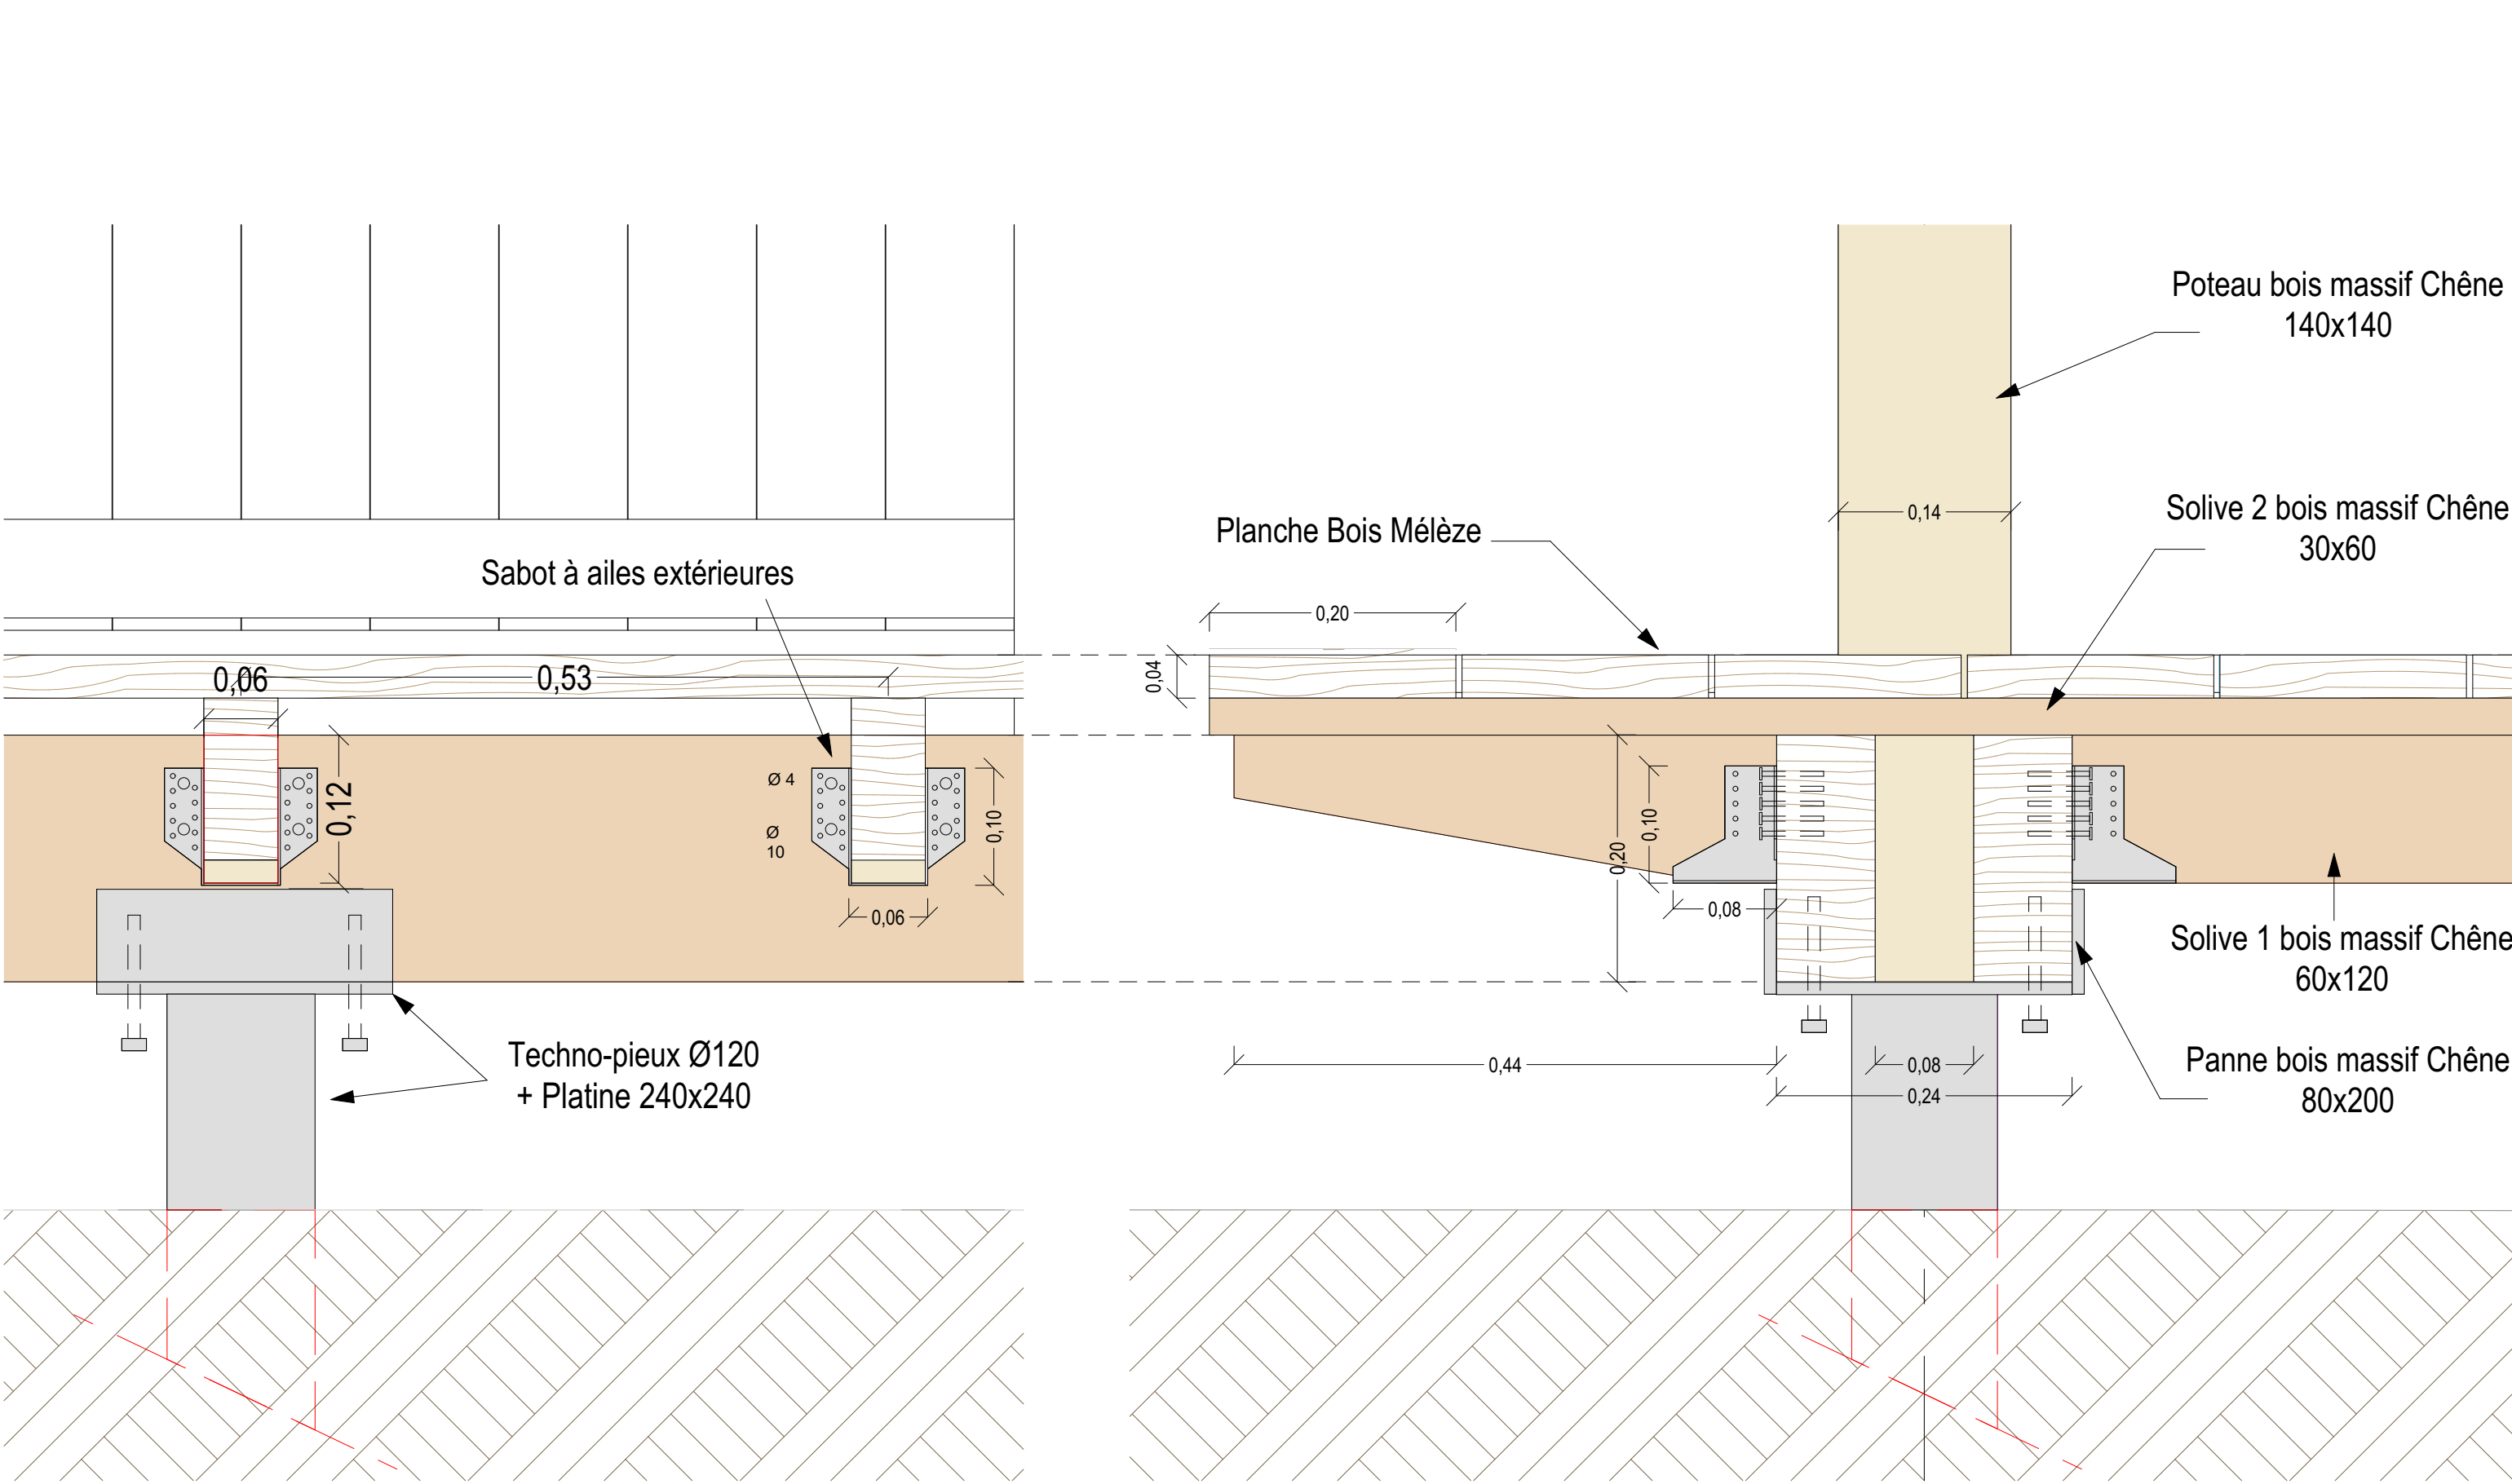 Sabot à ailes extérieures
0,06
0,53
0,12
Ø 4
Ø
10
0,10
0,06
Techno-pieux Ø120
+ Platine 240x240
Poteau bois massif Chêne
140x140
0,14
Solive 2 bois massif Chêne
30x60
Planche Bois Mélèze
0,20
0,04
0,10
0,20
0,08
Solive 1 bois massif Chêne
60x120
0,44
0,08
0,24
Panne bois massif Chêne
80x200